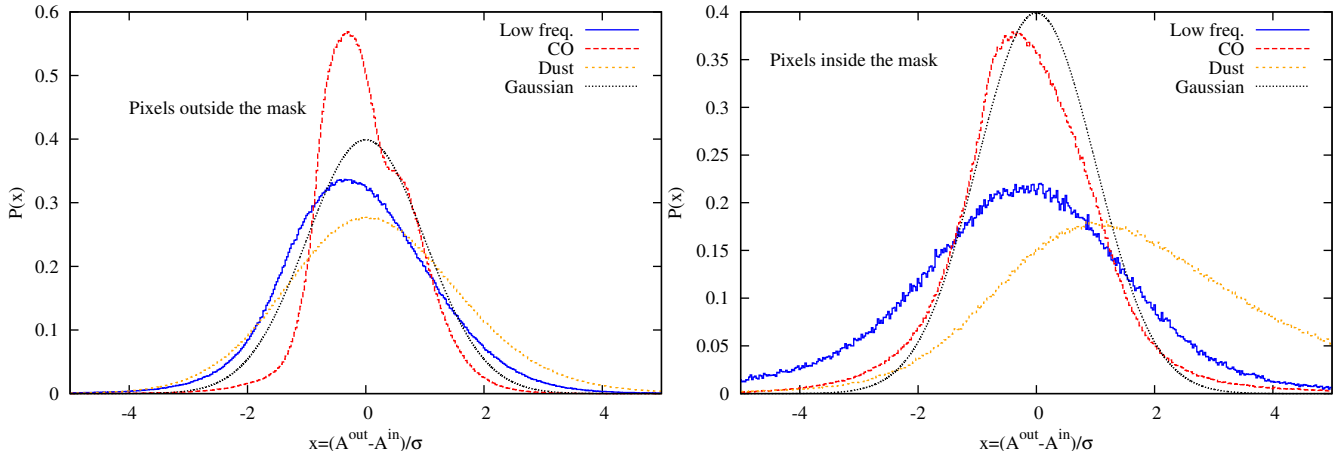 0.6
0.5
0.4
0.3
0.2
0.1
0
-4
-2
0
2
4
P(x)
x=(A^out-A^in)/σ
Pixels outside the mask
Low freq.
CO
Dust
Gaussian
0.4
0.35
0.3
0.25
0.2
0.15
0.1
0.05
0
-4
-2
0
2
4
P(x)
x=(A^out-A^in)/σ
Pixels inside the mask
Low freq.
CO
Dust
Gaussian